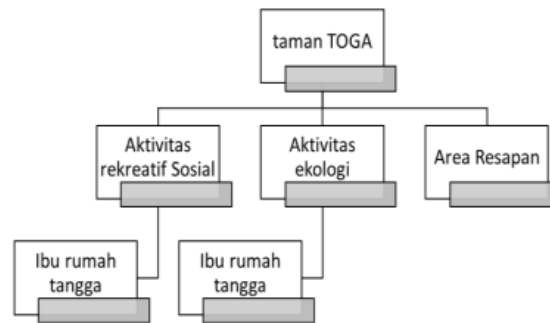 taman TOGA
Aktivitas
rekreatif Sosial
Aktivitas
ekologi
Area Resapan
Ibu rumah
tangga
Ibu rumah
tangga